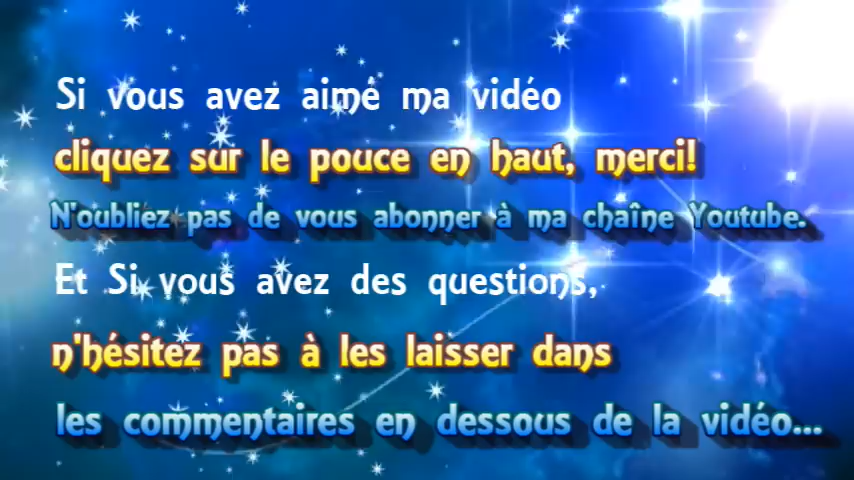 Si vous avez aimé ma vidéo
cliquez sur le pouce en haut, merci!
N'oubliez pas de vous abonner à ma chaîne Youtube.
Et Si vous avez des questions,
n'hésitez pas à les laisser dans
les commentaires en dessous de la vidéo...